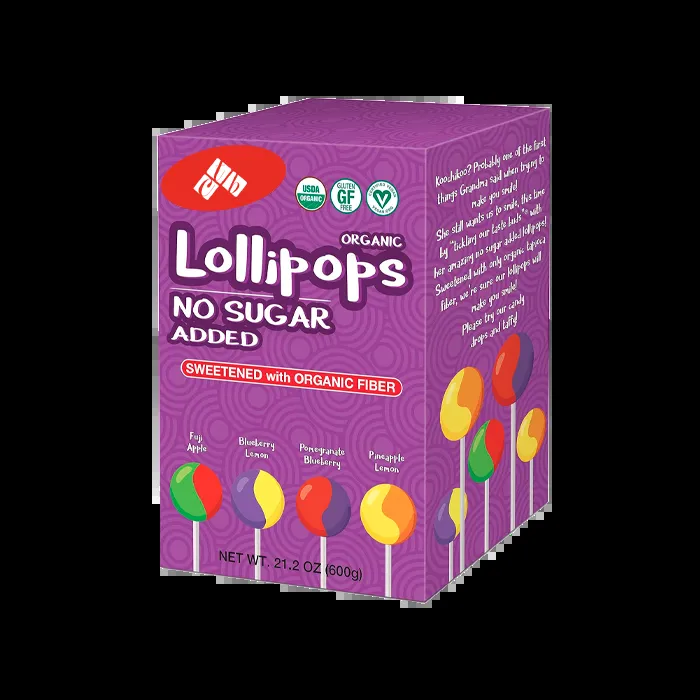 USDA
ORGANIC
GLUTEN
GF
FREE
ORGANIC
Lollipops
NO SUGAR
ADDED
SWEETENED with ORGANIC FIBER
Fuji
Apple
Blueberry
Lemon
Pomegranate
Blueberry
Pineapple
Lemon
NET WT. 21.2 OZ (600g)
Koochikoo? Probably one of the first
things Grandma said when trying to
make you smile!
She still wants us to smile, this time
by "tickling our taste buds"® with
her amazing no sugar added lollipops!
Sweetened with only organic tapioca
fiber, we're sure our lollipops will
make you smile!
Please try our candy
drops and taffy!